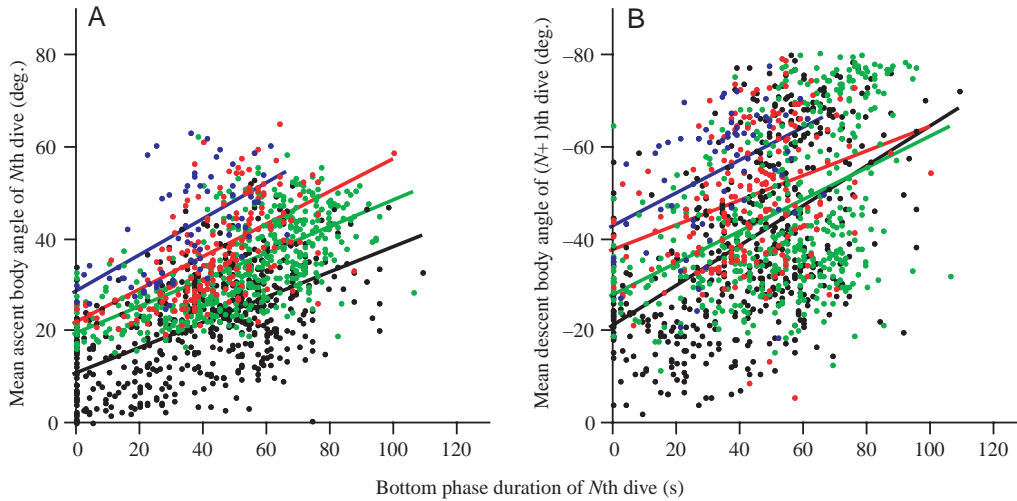 A
B
Mean ascent body angle of Nth dive (deg.)
80
60
40
20
0
0 20 40 60 80 100 120
Mean descent body angle of (N+1)th dive (deg.)
–80
–60
–40
–20
0
0 20 40 60 80 100 120
Bottom phase duration of Nth dive (s)